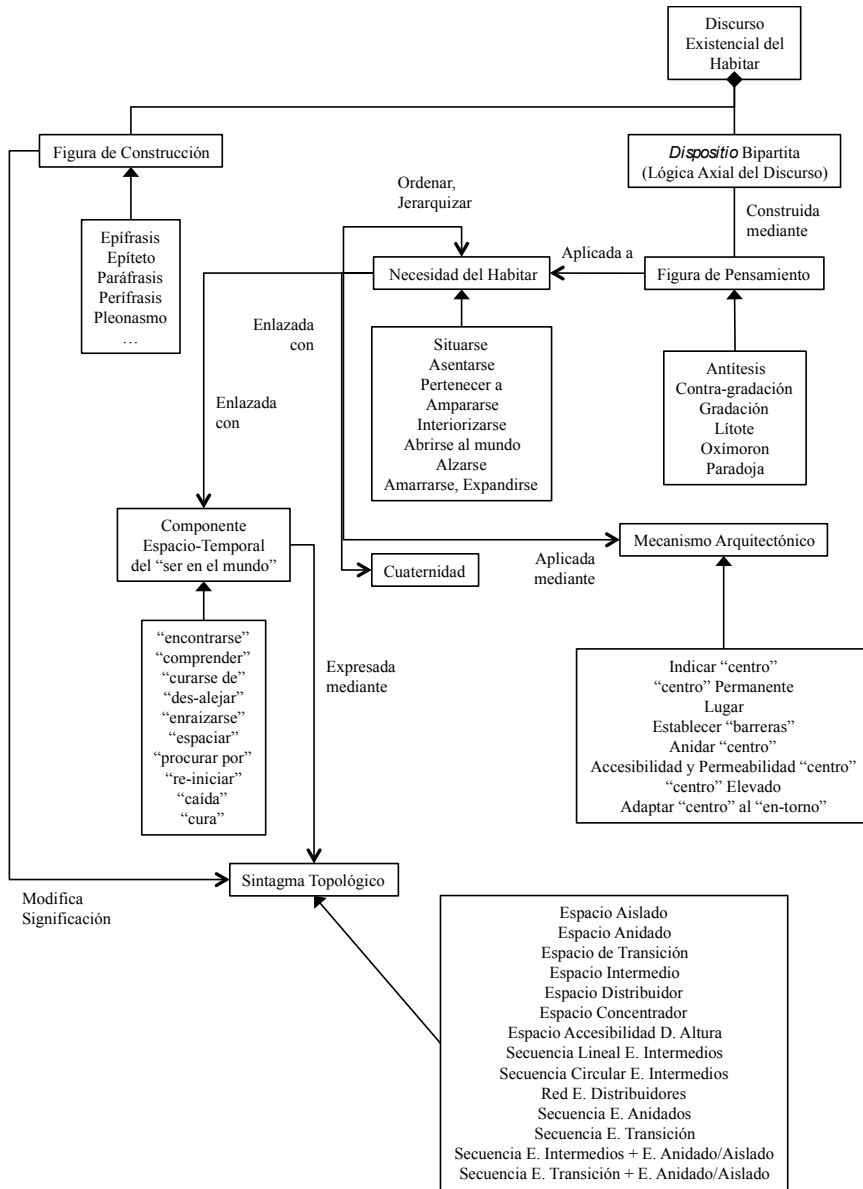 Discurso
Existencial del
Habitar
Figura de Construcción
Dispositio Bipartita
(Lógica Axial del Discurso)
Ordenar,
Jerarquizar
Construida
mediante
Epífrasis
Epíteto
Paráfrasis
Perífrasis
Pleonasmo
…
Necesidad del Habitar
Aplicada a
Figura de Pensamiento
Enlazada
con
Situarse
Asentarse
Pertenecer a
Ampararse
Interiorizarse
Abrirse al mundo
Alzarse
Amarrarse, Expandirse
Antítesis
Contra-gradación
Gradación
Lítote
Oxímoron
Paradoja
Enlazada
con
Componente
Espacio-Temporal
del “ser en el mundo”
Cuaternidad
Aplicada
mediante
Mecanismo Arquitectónico
“encontrarse”
“comprender”
“curarse de”
“des-alejar”
“enraizarse”
“espaciar”
“procurar por”
“re-iniciar”
“caída”
“cura”
Expresada
mediante
Indicar “centro”
“centro” Permanente
Lugar
Establecer “barreras”
Anidar “centro”
Accesibilidad y Permeabilidad “centro”
“centro” Elevado
Adaptar “centro” al “en-torno”
Modifica
Significación
Sintagma Topológico
Espacio Aislado
Espacio Anidado
Espacio de Transición
Espacio Intermedio
Espacio Distribuidor
Espacio Concentrador
Espacio Accesibilidad D. Altura
Secuencia Lineal E. Intermedios
Secuencia Circular E. Intermedios
Red E. Distribuidores
Secuencia E. Anidados
Secuencia E. Transición
Secuencia E. Intermedios + E. Anidado/Aislado
Secuencia E. Transición + E. Anidado/Aislado